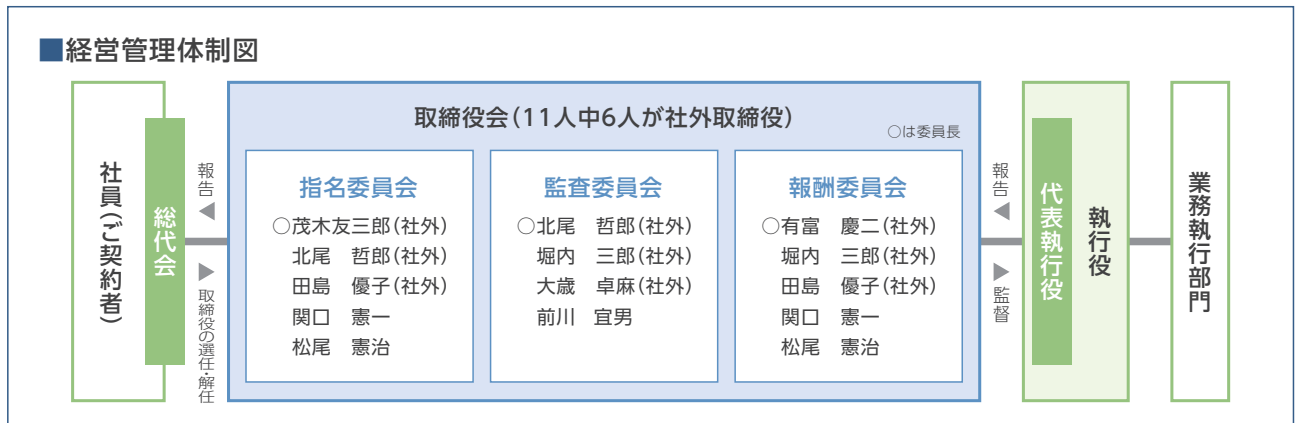 ■経営管理体制図
社員(ご契約者)
総代会
報告
◀
▶
取締役の選任・解任
取締役会(11人中6人が社外取締役)
○は委員長
指名委員会
○茂木友三郎(社外)
北尾 哲郎(社外)
田島 優子(社外)
関口 憲一
松尾 憲治
監査委員会
○北尾 哲郎(社外)
堀内 三郎(社外)
大歳 卓麻(社外)
前川 宜男
報酬委員会
○有富 慶二(社外)
堀内 三郎(社外)
田島 優子(社外)
関口 憲一
松尾 憲治
報告
◀
▶
監督
代表執行役
執行役
業務執行部門